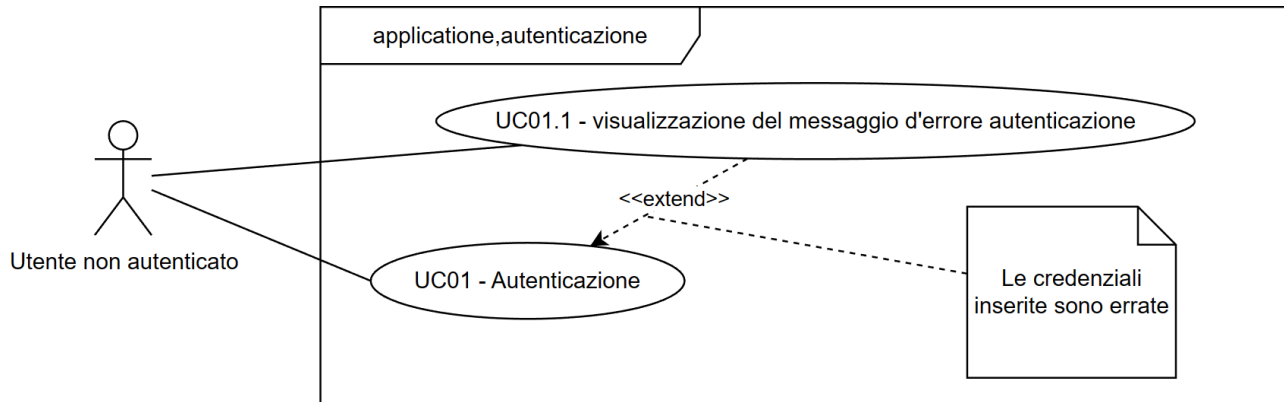 applicatione,autenticazione
UC01.1 - visualizzazione del messaggio d'errore autenticazione
<<extend>>
Utente non autenticato
UC01 - Autenticazione
Le credenziali
inserite sono errate